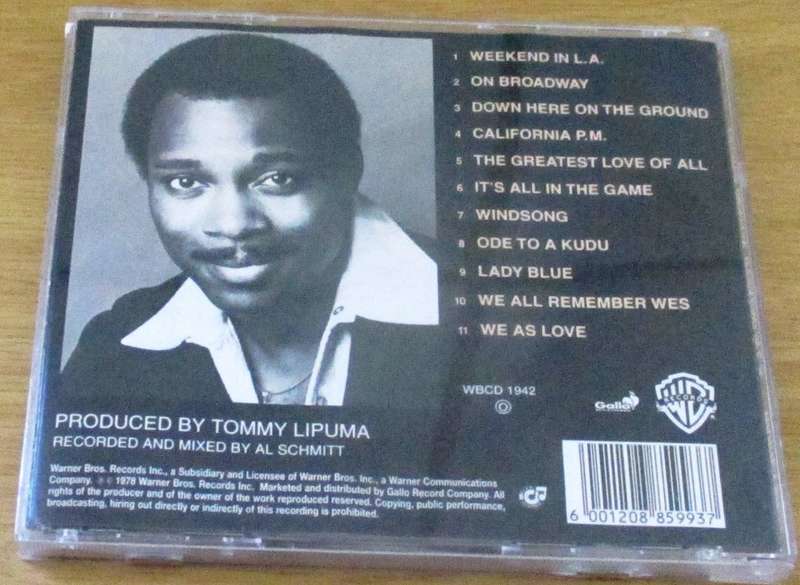 1 WEEKEND IN L.A.
2 ON BROADWAY
3 DOWN HERE ON THE GROUND
4 CALIFORNIA P.M.
5 THE GREATEST LOVE OF ALL
6 IT'S ALL IN THE GAME
7 WINDSONG
8 ODE TO A KUDU
9 LADY BLUE
10 WE ALL REMEMBER WES
11 WE AS LOVE
WBCD 1942
Gallo
RECORDS
PRODUCED BY TOMMY LIPUMA
RECORDED AND MIXED BY AL SCHMITT
Warner Bros. Records Inc., a Subsidiary and Licensee of Warner Bros. Inc., a Warner Communications
Company. ℗ © 1978 Warner Bros. Records Inc. Marketed and distributed by Gallo Record Company. All
rights of the producer and of the owner of the work reproduced reserved. Copying, public performance,
broadcasting, hiring out directly or indirectly of this recording is prohibited.
6 001208 859937